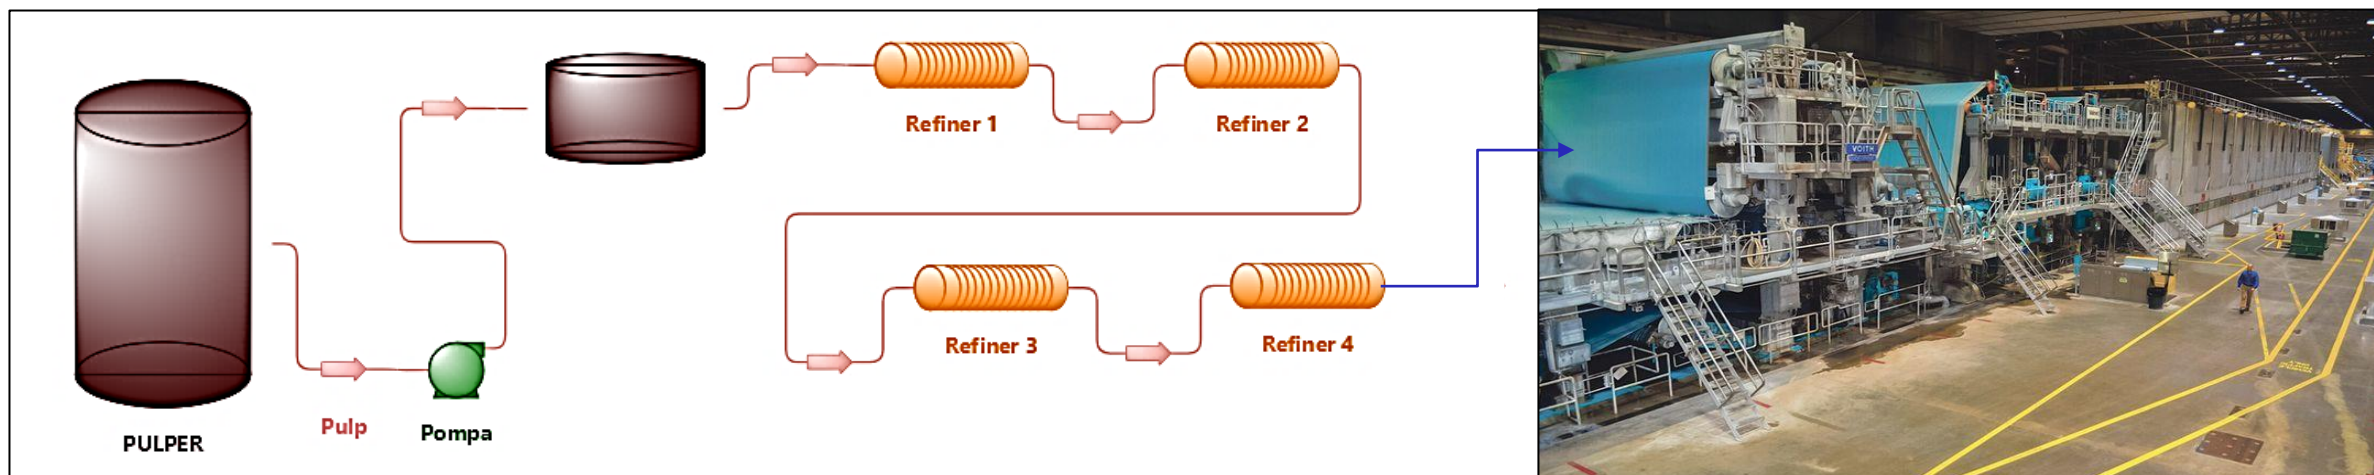 PULPER
Pulp
Pompa
Refiner 1
Refiner 2
Refiner 3
Refiner 4
VOITH